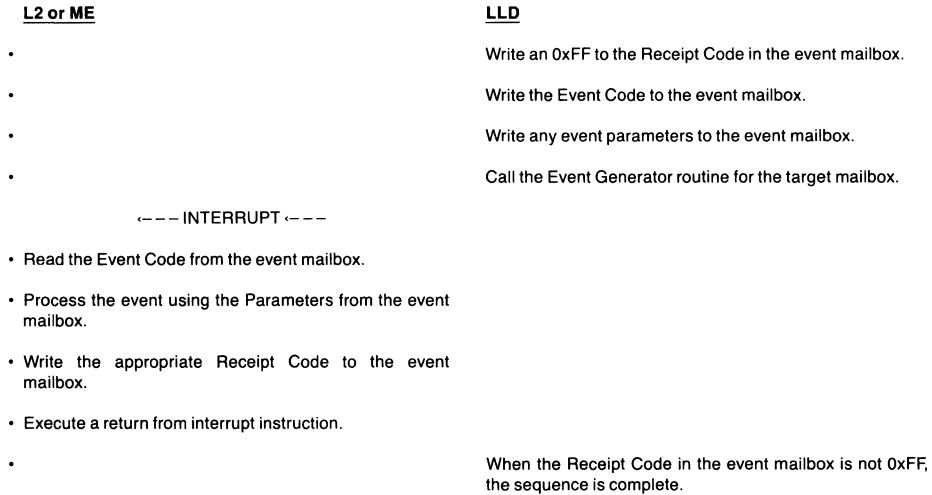 L2 or ME LLD
• Write an 0xFF to the Receipt Code in the event mailbox.
• Write the Event Code to the event mailbox.
• Write any event parameters to the event mailbox.
• Call the Event Generator routine for the target mailbox.
‹– – – INTERRUPT ‹– – –
• Read the Event Code from the event mailbox.
• Process the event using the Parameters from the event
mailbox.
• Write the appropriate Receipt Code to the event
mailbox.
• Execute a return from interrupt instruction.
• When the Receipt Code in the event mailbox is not 0xFF,
the sequence is complete.